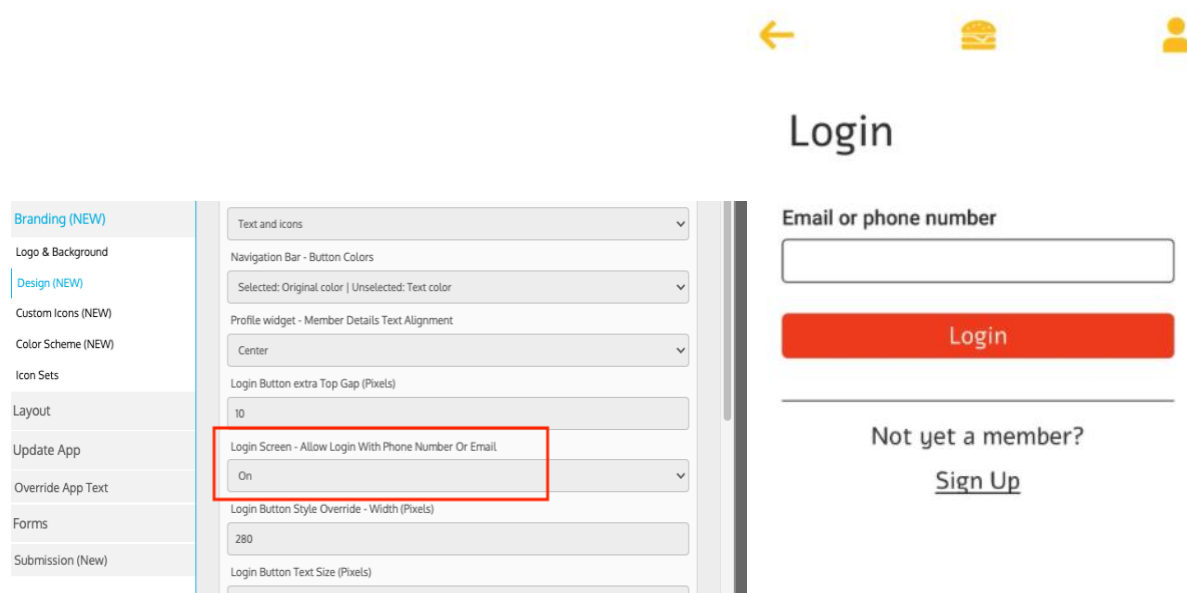 Branding (NEW)
Logo & Background
Design (NEW)
Custom Icons (NEW)
Color Scheme (NEW)
Icon Sets
Layout
Update App
Override App Text
Forms
Submission (New)
Text and icons
Navigation Bar - Button Colors
Selected: Original color | Unselected: Text color
Profile widget - Member Details Text Alignment
Center
Login Button extra Top Gap (Pixels)
10
Login Screen - Allow Login With Phone Number Or Email
On
Login Button Style Override - Width (Pixels)
280
Login Button Text Size (Pixels)
Login
Email or phone number
Login
Not yet a member?
Sign Up